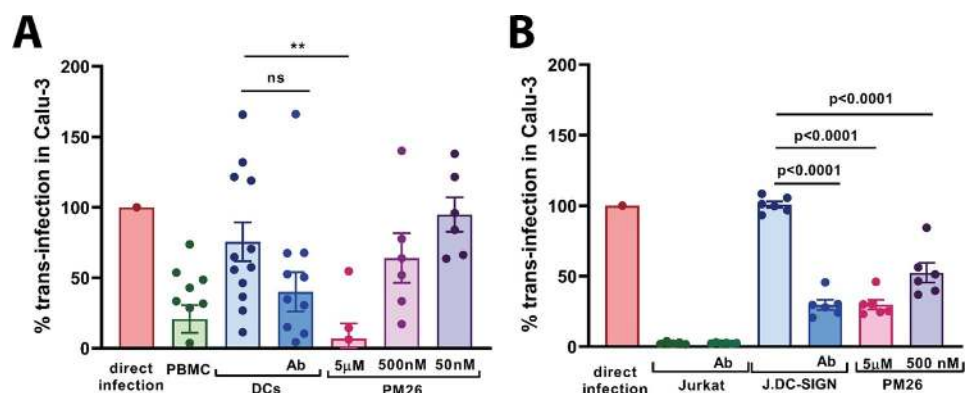 A
% trans-infection in Calu-3
200
150
100
50
0
**
ns
direct
infection
PBMC
Ab
DCs
5µM
500nM
50nM
PM26
B
% trans-infection in Calu-3
200
150
100
50
0
p<0.0001
p<0.0001
p<0.0001
direct
infection
Ab
Jurkat
Ab
J.DC-SIGN
5µM
500 nM
PM26